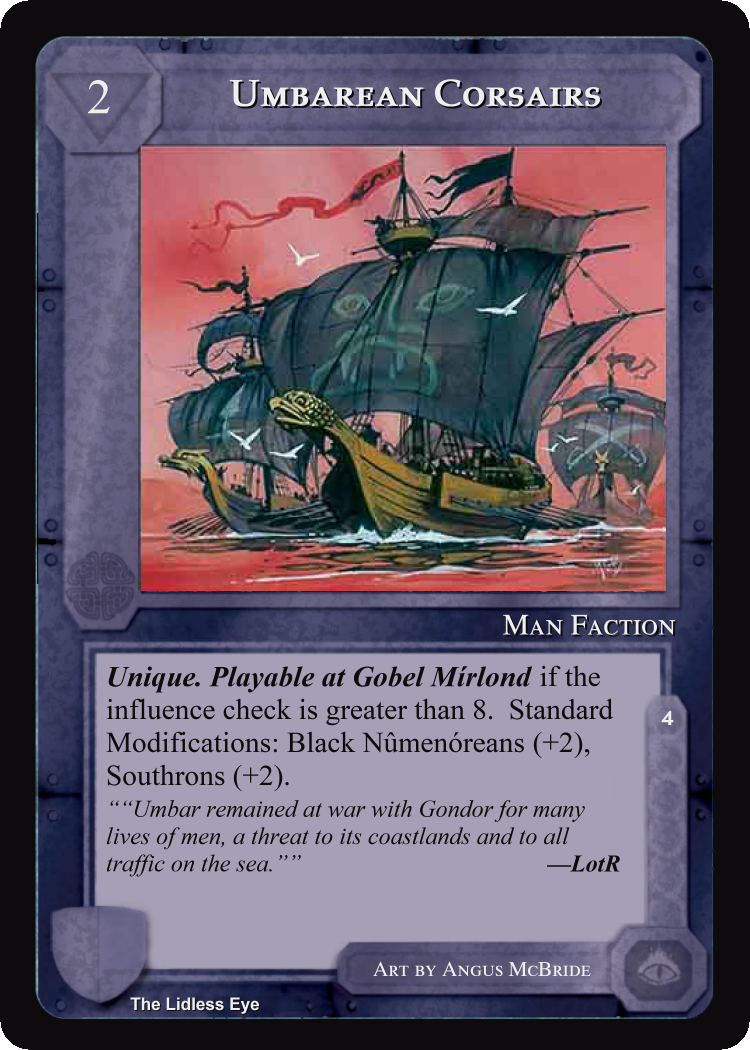 2
Umbarean Corsairs
Man Faction
Unique. Playable at Gobel Mírlond if the
influence check is greater than 8. Standard
Modifications: Black Nûmenóreans (+2),
Southrons (+2).
““Umbar remained at war with Gondor for many
lives of men, a threat to its coastlands and to all
traffic on the sea.”” —LotR
4
Art by Angus McBride
The Lidless Eye